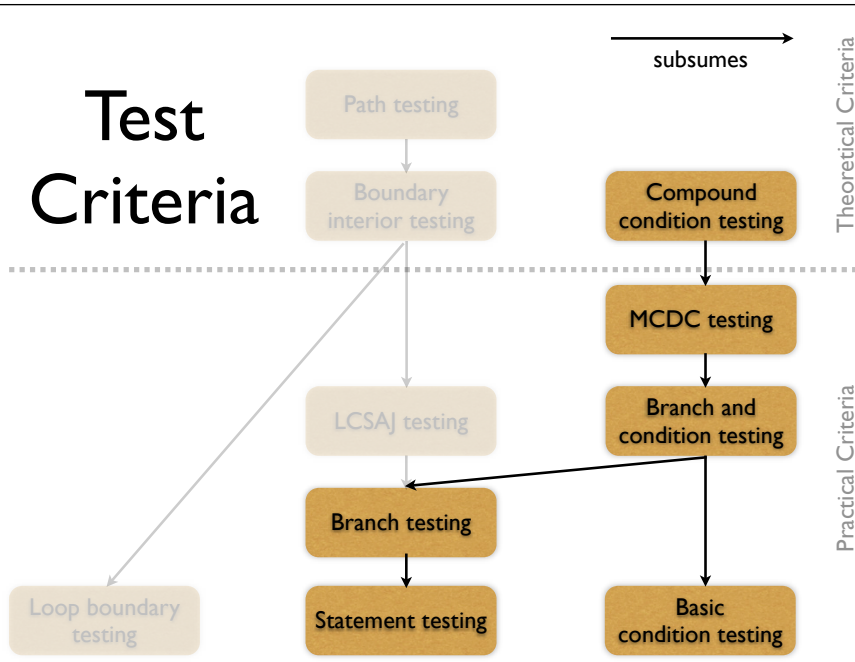 Test
Criteria
subsumes
Theoretical Criteria
Path testing
Boundary
interior testing
Compound
condition testing
MCDC testing
LCSAJ testing
Branch and
condition testing
Practical Criteria
Branch testing
Loop boundary
testing
Statement testing
Basic
condition testing